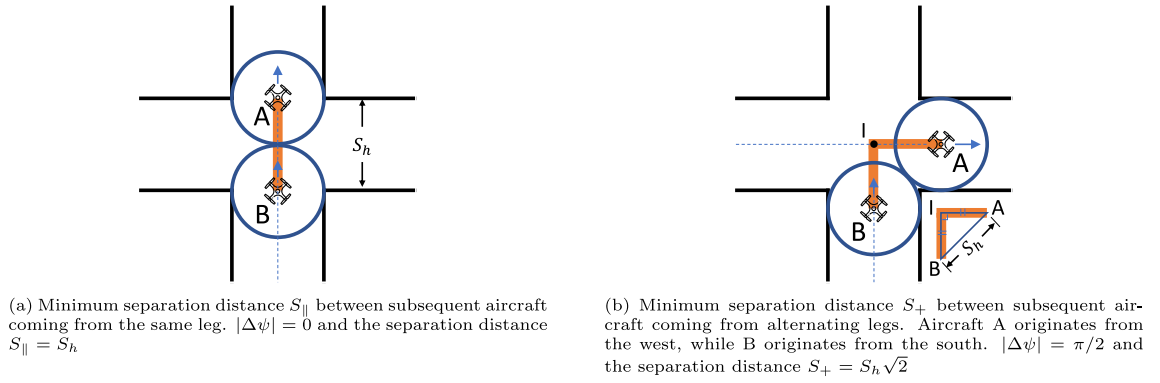 A
B
S_h
I
A
B
I
A
B
S_h
(a) Minimum separation distance S_∥ between subsequent aircraft
coming from the same leg. |Δψ| = 0 and the separation distance
S_∥ = S_h
(b) Minimum separation distance S_+ between subsequent air-
craft coming from alternating legs. Aircraft A originates from
the west, while B originates from the south. |Δψ| = π/2 and
the separation distance S_+ = S_h√2